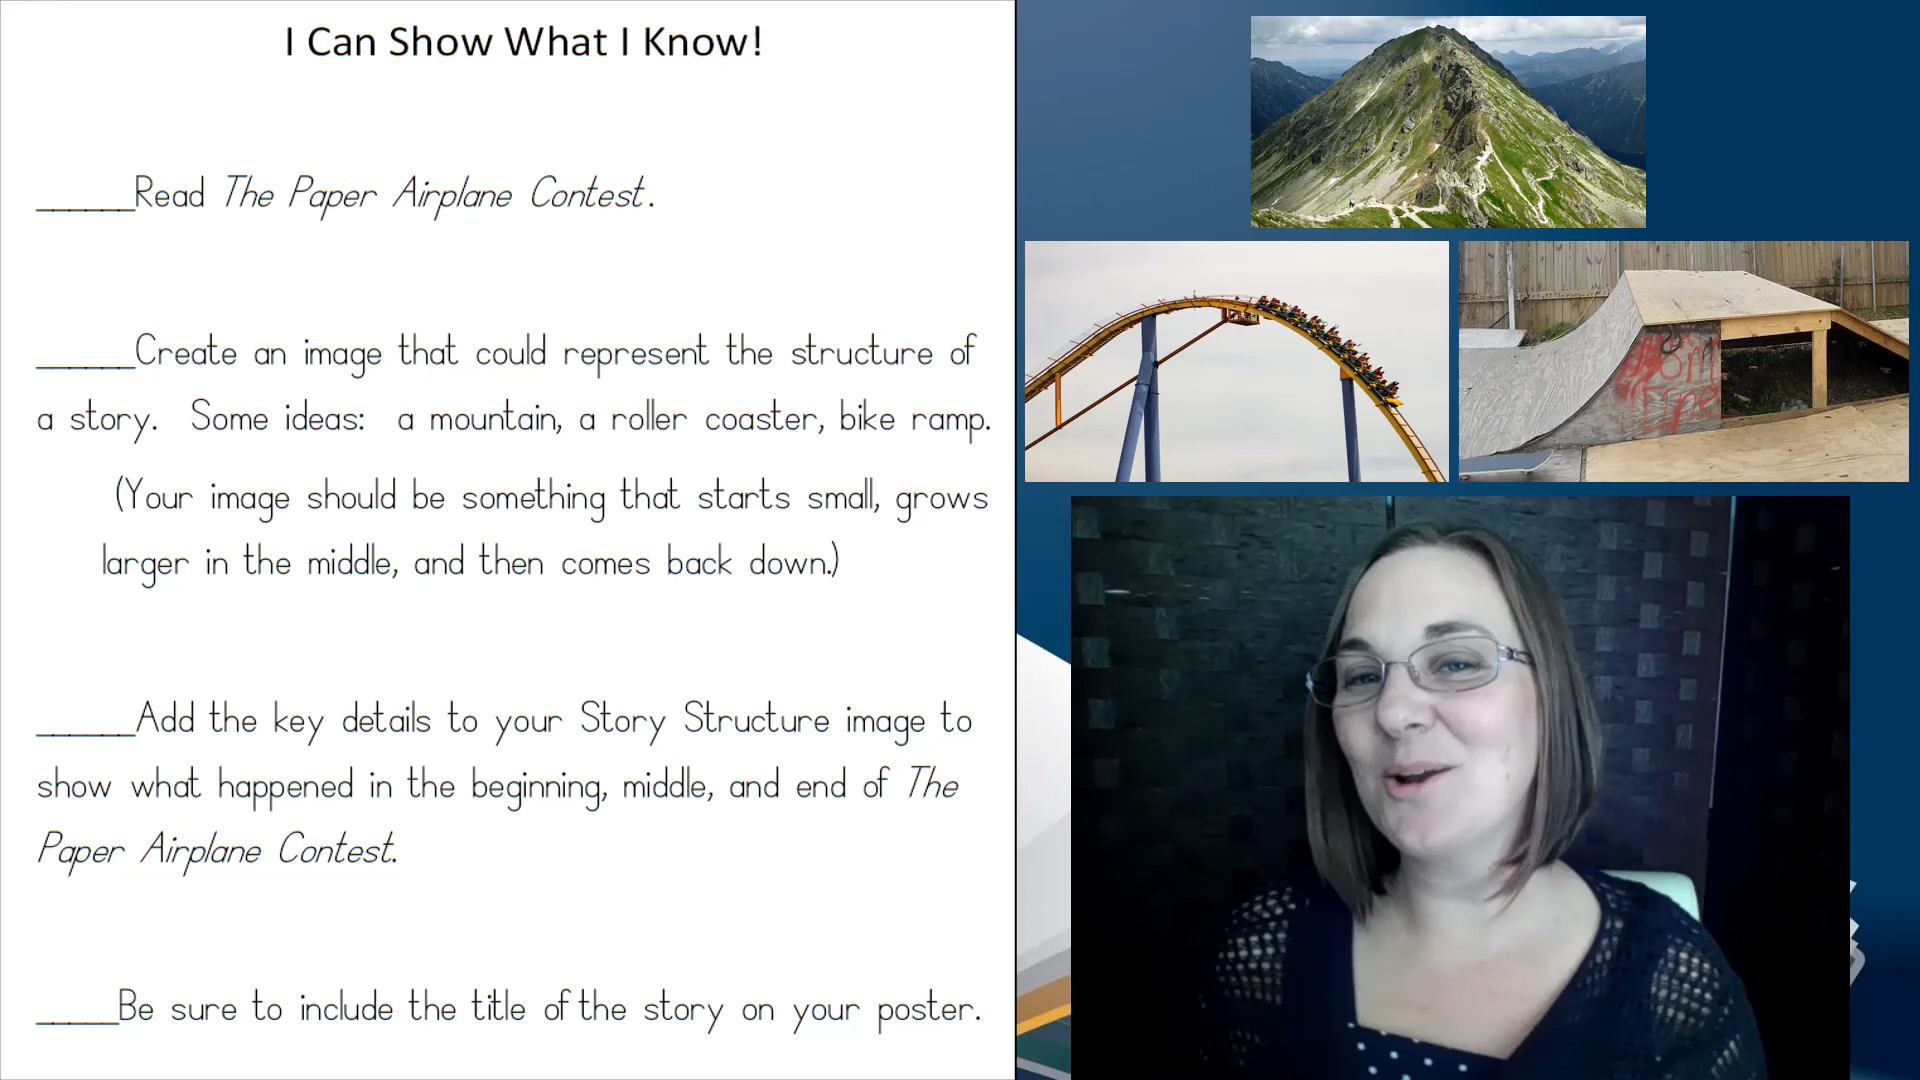 I Can Show What I Know!
______Read The Paper Airplane Contest.
______Create an image that could represent the structure of
a story. Some ideas: a mountain, a roller coaster, bike ramp.
(Your image should be something that starts small, grows
larger in the middle, and then comes back down.)
______Add the key details to your Story Structure image to
show what happened in the beginning, middle, and end of The
Paper Airplane Contest.
_____Be sure to include the title of the story on your poster.